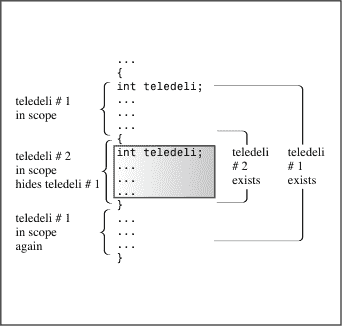 ...
{
int teledeli;
teledeli # 1
in scope
...
...
...
{
int teledeli;
teledeli # 2
in scope
hides teledeli # 1
...
...
...
}
teledeli
# 2
exists
teledeli
# 1
exists
teledeli # 1
in scope
again
...
...
...
}